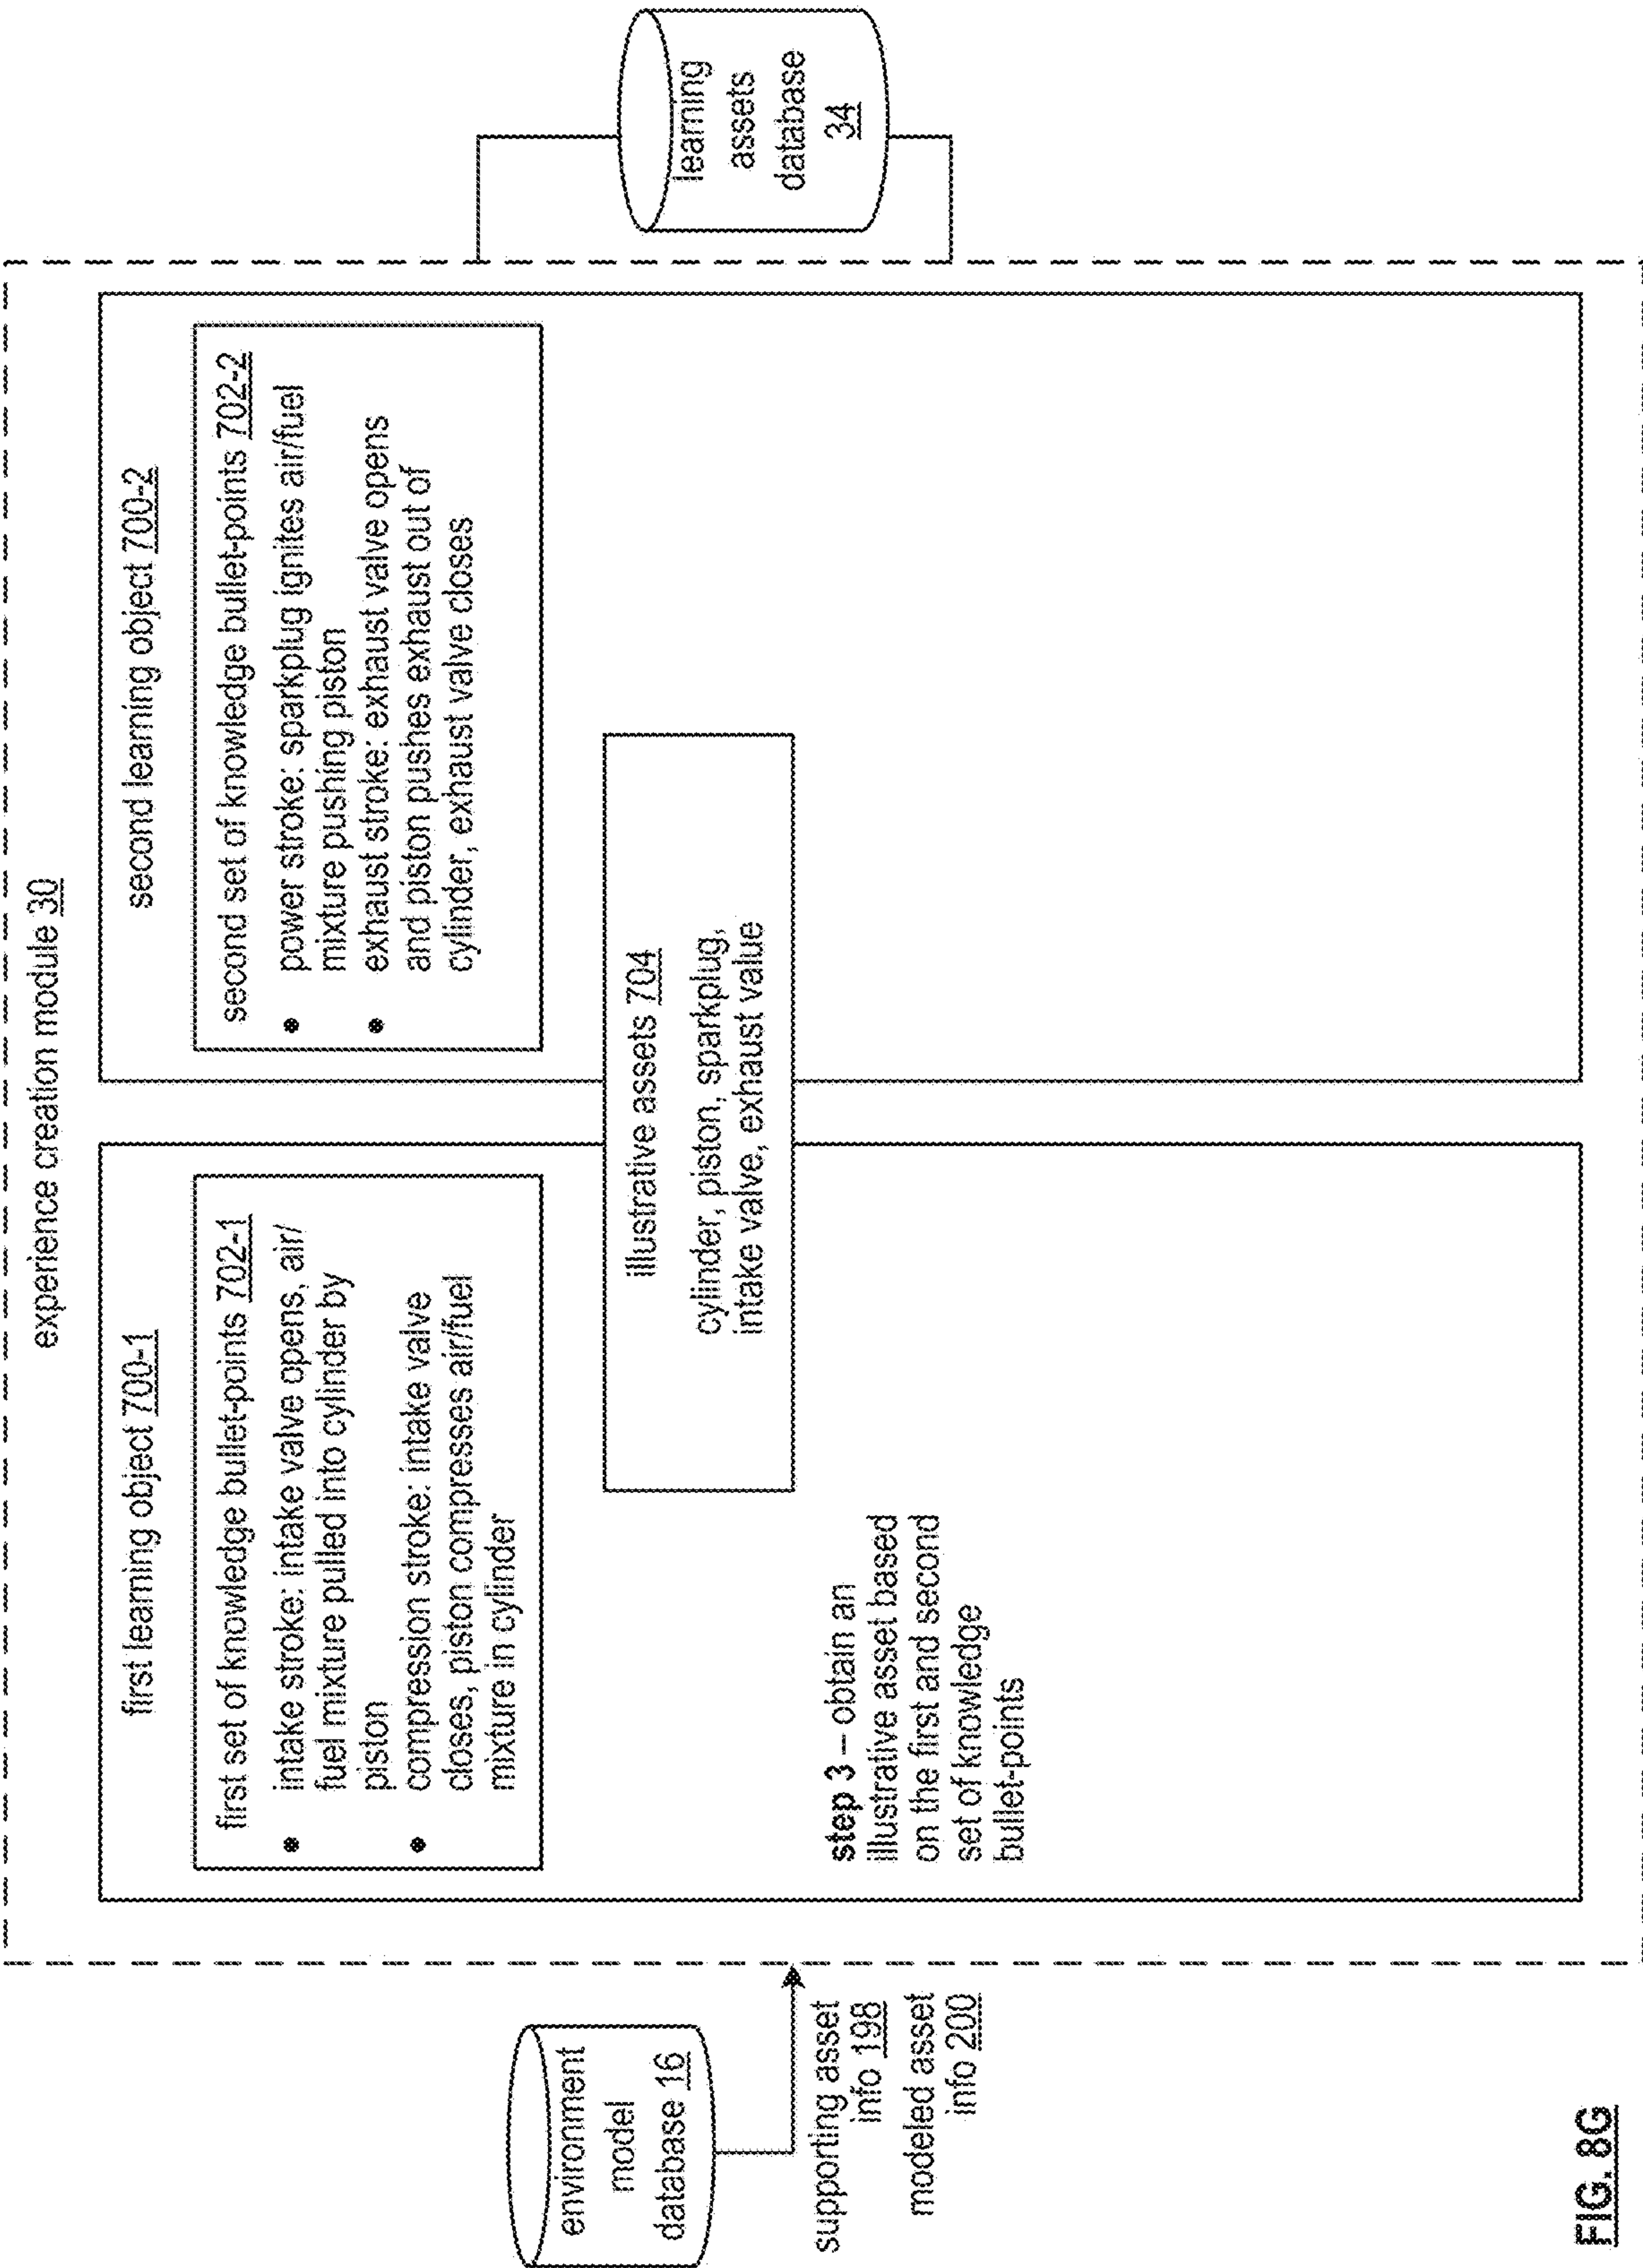 experience creation module 30
first learning object 700-1
first set of knowledge bullet-points 702-1
• intake stroke: intake valve opens, air/
fuel mixture pulled into cylinder by
piston
• compression stroke: intake valve
closes, piston compresses air/fuel
mixture in cylinder
second learning object 700-2
second set of knowledge bullet-points 702-2
• power stroke: sparkplug ignites air/fuel
mixture pushing piston
• exhaust stroke: exhaust valve opens
and piston pushes exhaust out of
cylinder, exhaust valve closes
illustrative assets 704
cylinder, piston, sparkplug,
intake valve, exhaust value
step 3 – obtain an
illustrative asset based
on the first and second
set of knowledge
bullet-points
environment
model
database 16
supporting asset
info 198
modeled asset
info 200
learning
assets
database
34
FIG. 8G